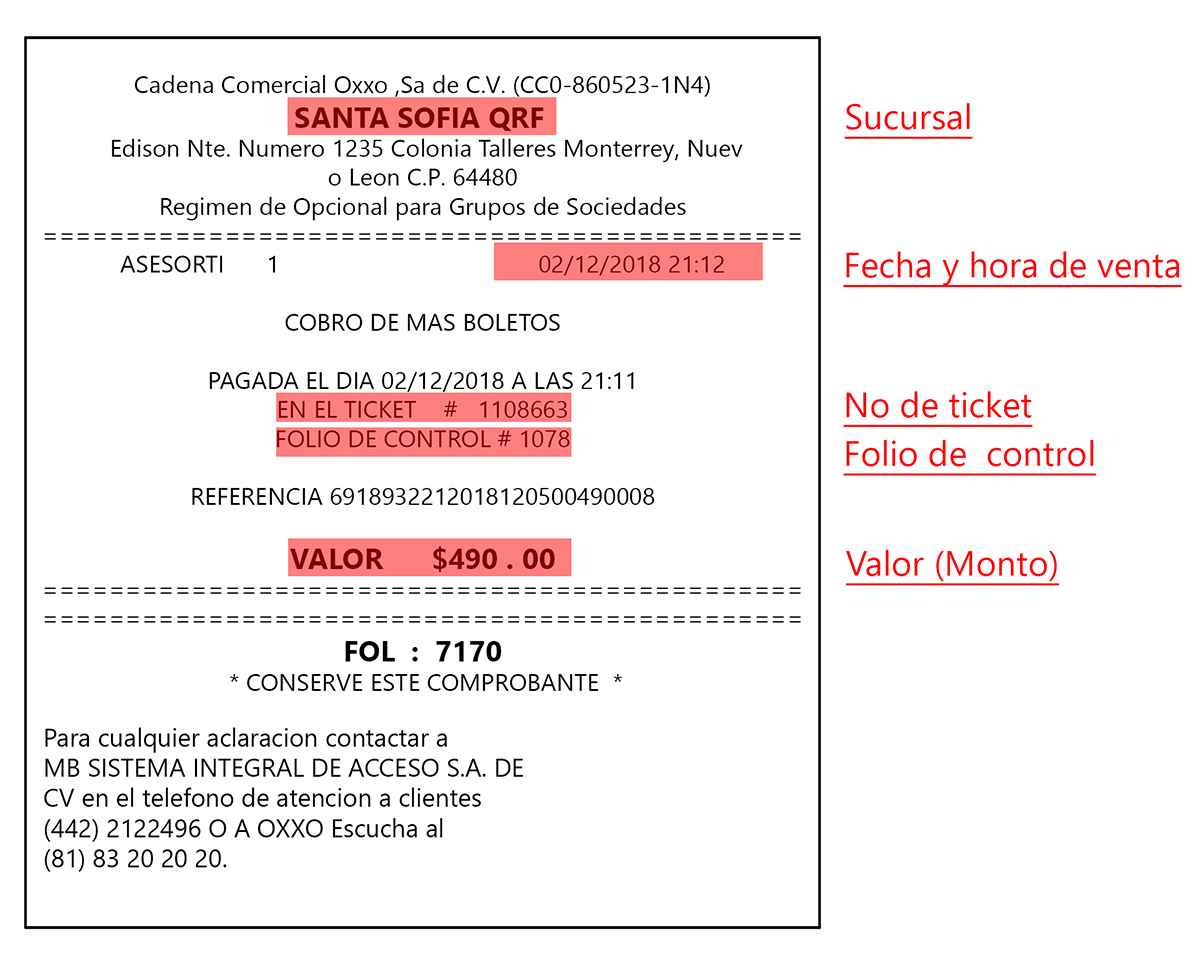 Cadena Comercial Oxxo ,Sa de C.V. (CC0-860523-1N4)
SANTA SOFIA QRF
Sucursal
Edison Nte. Numero 1235 Colonia Talleres Monterrey, Nuev
o Leon C.P. 64480
Regimen de Opcional para Grupos de Sociedades
==============================================
ASESORTI 1 02/12/2018 21:12
Fecha y hora de venta
COBRO DE MAS BOLETOS
PAGADA EL DIA 02/12/2018 A LAS 21:11
EN EL TICKET # 1108663
No de ticket
FOLIO DE CONTROL # 1078
Folio de control
REFERENCIA 6918932212018120500490008
VALOR $490 . 00
Valor (Monto)
==============================================
==============================================
FOL : 7170
* CONSERVE ESTE COMPROBANTE *
Para cualquier aclaracion contactar a
MB SISTEMA INTEGRAL DE ACCESO S.A. DE
CV en el telefono de atencion a clientes
(442) 2122496 O A OXXO Escucha al
(81) 83 20 20 20.